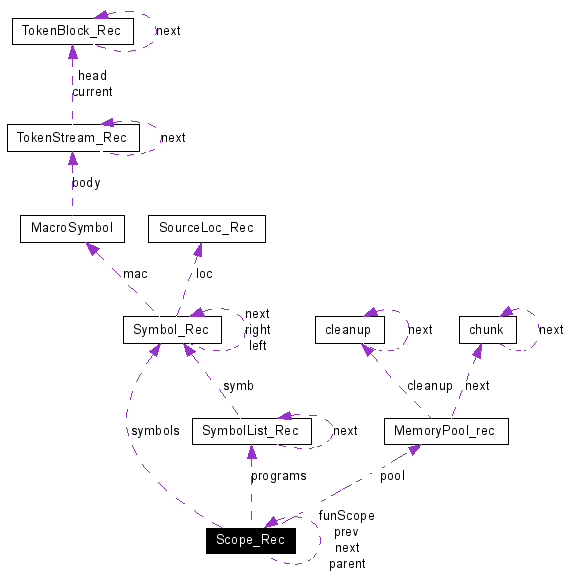 TokenBlock_Rec
next
head
current
TokenStream_Rec
next
body
MacroSymbol
SourceLoc_Rec
mac
loc
Symbol_Rec
next
right
left
cleanup
next
chunk
next
symb
cleanup
next
symbols
SymbolList_Rec
next
MemoryPool_rec
programs
pool
Scope_Rec
funScope
prev
next
parent